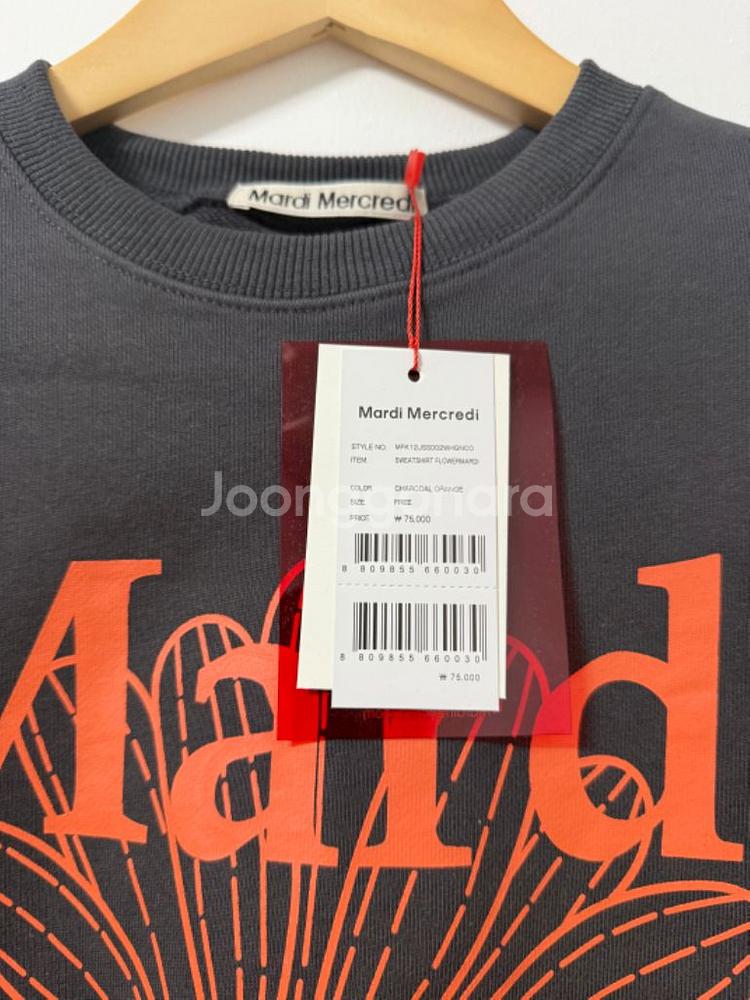 Mardi Mercredi
Mardi Mercredi
STYLE NO.
ITEM: SWEATSHIRT FLOWERMARDI
COLOR: CHARCOAL ORANGE
SIZE: FREE
Joonggonara
PRICE: ₩ 75,000
8 809855 660030
8 809855 660030
₩ 75,000
Mardi